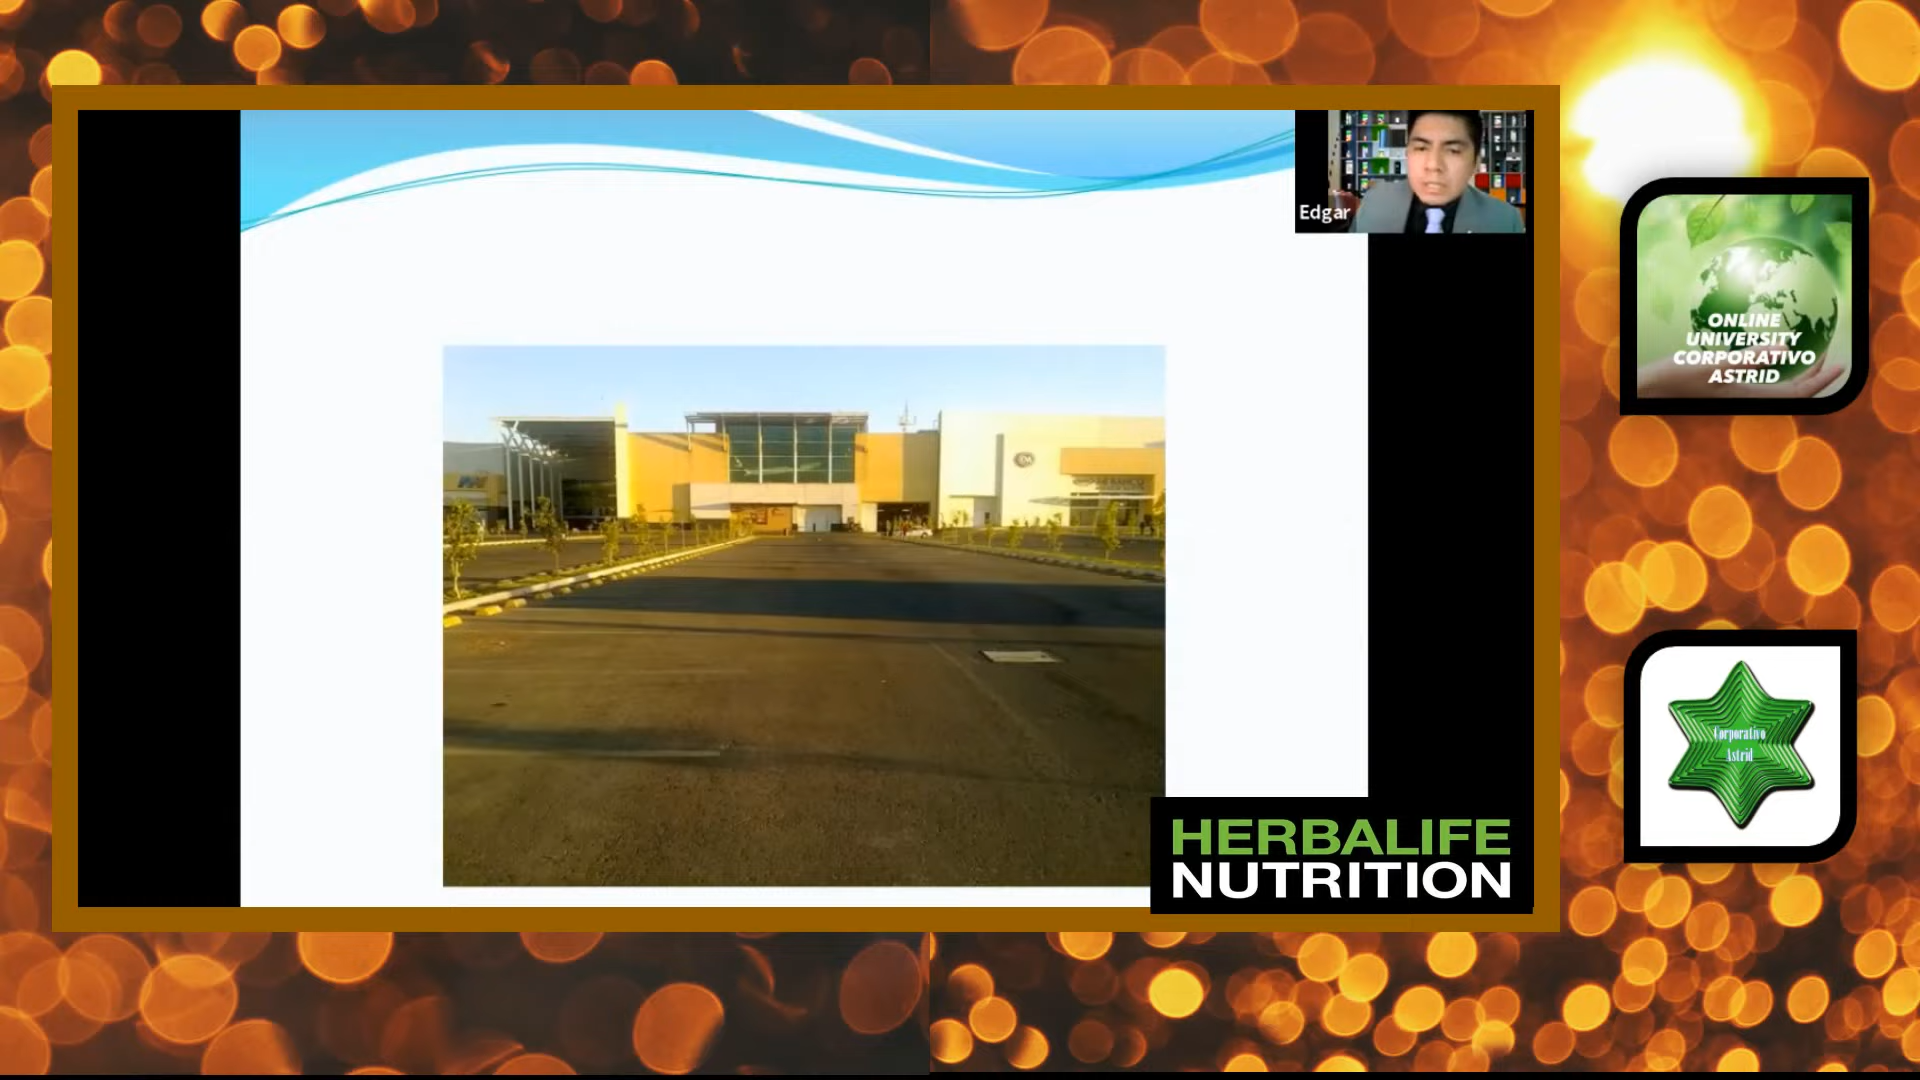 Edgar
ONLINE
UNIVERSITY
CORPORATIVO
ASTRID
C&A
Corporativo
Astrid
HERBALIFE
NUTRITION